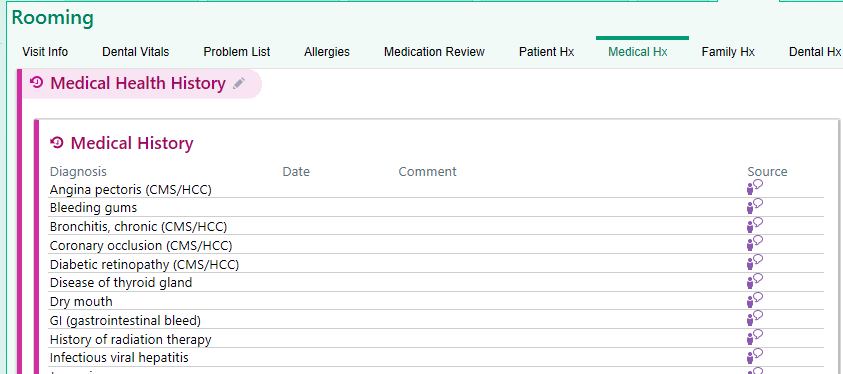 Rooming
Visit Info Dental Vitals Problem List Allergies Medication Review Patient Hx Medical Hx Family Hx Dental Hx
Medical Health History
Medical History
Diagnosis Date Comment Source
Angina pectoris (CMS/HCC)
Bleeding gums
Bronchitis, chronic (CMS/HCC)
Coronary occlusion (CMS/HCC)
Diabetic retinopathy (CMS/HCC)
Disease of thyroid gland
Dry mouth
GI (gastrointestinal bleed)
History of radiation therapy
Infectious viral hepatitis